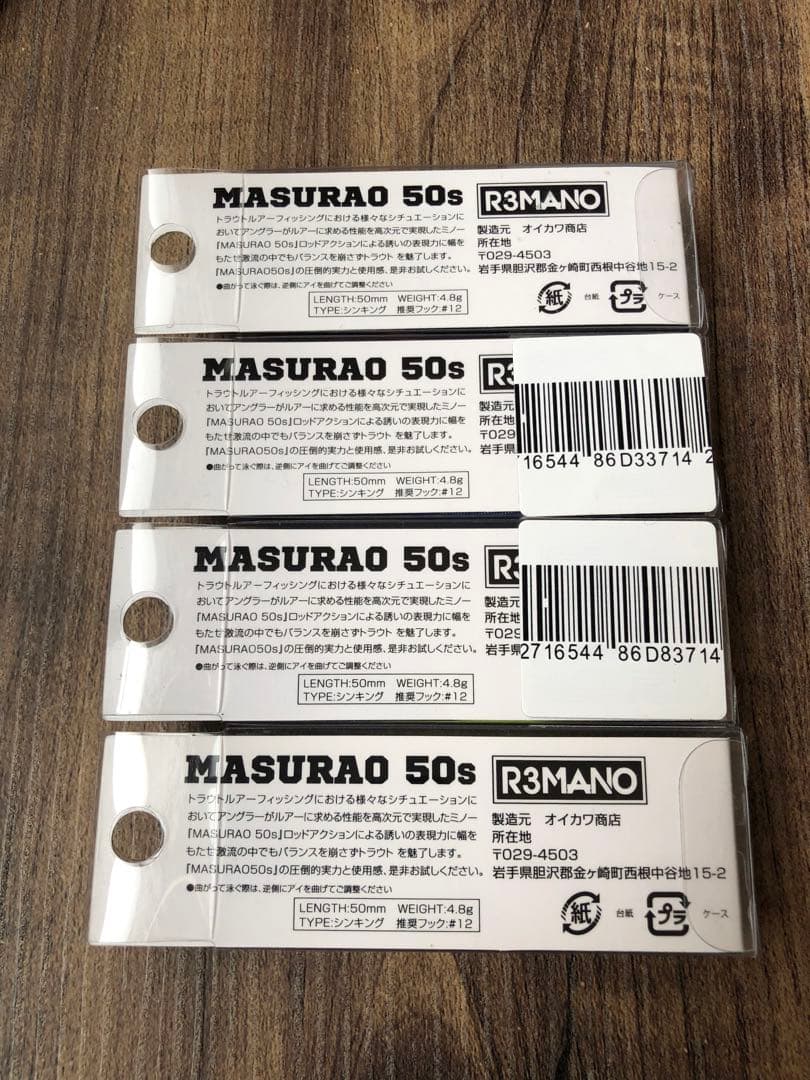 MASURAO 50s R3MANO
トラウトルアーフィッシングにおける様々なシチュエーションに
おいてアングラーがルアーに求める性能を高次元で実現したミノー
『MASURAO 50s』ロッドアクションによる誘いの表現力に幅を
もたせ激流の中でもバランスを崩さずトラウト を魅了します。
『MASURAO50s』の圧倒的実力と使用感、是非お試しください。
●曲がって泳ぐ際は、逆側にアイを曲げてご調整ください
LENGTH:50mm WEIGHT:4.8g
TYPE:シンキング 推奨フック:#12
製造元 オイカワ商店
所在地
〒029-4503
岩手県胆沢郡金ヶ崎町西根中谷地15-2
紙 台紙 プラ ケース
MASURAO 50s R3
トラウトルアーフィッシングにおける様々なシチュエーションに
おいてアングラーがルアーに求める性能を高次元で実現したミノー
『MASURAO 50s』ロッドアクションによる誘いの表現力に幅を
もたせ激流の中でもバランスを崩さずトラウト を魅了します。
『MASURAO50s』の圧倒的実力と使用感、是非お試しください。
●曲がって泳ぐ際は、逆側にアイを曲げてご調整ください
LENGTH:50mm WEIGHT:4.8g
TYPE:シンキング 推奨フック:#12
製造元
所在地
〒029
岩手県
716544 86D33714 2
MASURAO 50s R3
トラウトルアーフィッシングにおける様々なシチュエーションに
おいてアングラーがルアーに求める性能を高次元で実現したミノー
『MASURAO 50s』ロッドアクションによる誘いの表現力に幅を
もたせ激流の中でもバランスを崩さずトラウト を魅了します。
『MASURAO50s』の圧倒的実力と使用感、是非お試しください。
●曲がって泳ぐ際は、逆側にアイを曲げてご調整ください
LENGTH:50mm WEIGHT:4.8g
TYPE:シンキング 推奨フック:#12
製造元
所在地
〒029
岩手県
2716544 86D83714
MASURAO 50s R3MANO
トラウトルアーフィッシングにおける様々なシチュエーションに
おいてアングラーがルアーに求める性能を高次元で実現したミノー
『MASURAO 50s』ロッドアクションによる誘いの表現力に幅を
もたせ激流の中でもバランスを崩さずトラウト を魅了します。
『MASURAO50s』の圧倒的実力と使用感、是非お試しください。
●曲がって泳ぐ際は、逆側にアイを曲げてご調整ください
LENGTH:50mm WEIGHT:4.8g
TYPE:シンキング 推奨フック:#12
製造元 オイカワ商店
所在地
〒029-4503
岩手県胆沢郡金ヶ崎町西根中谷地15-2
紙 台紙 プラ ケース